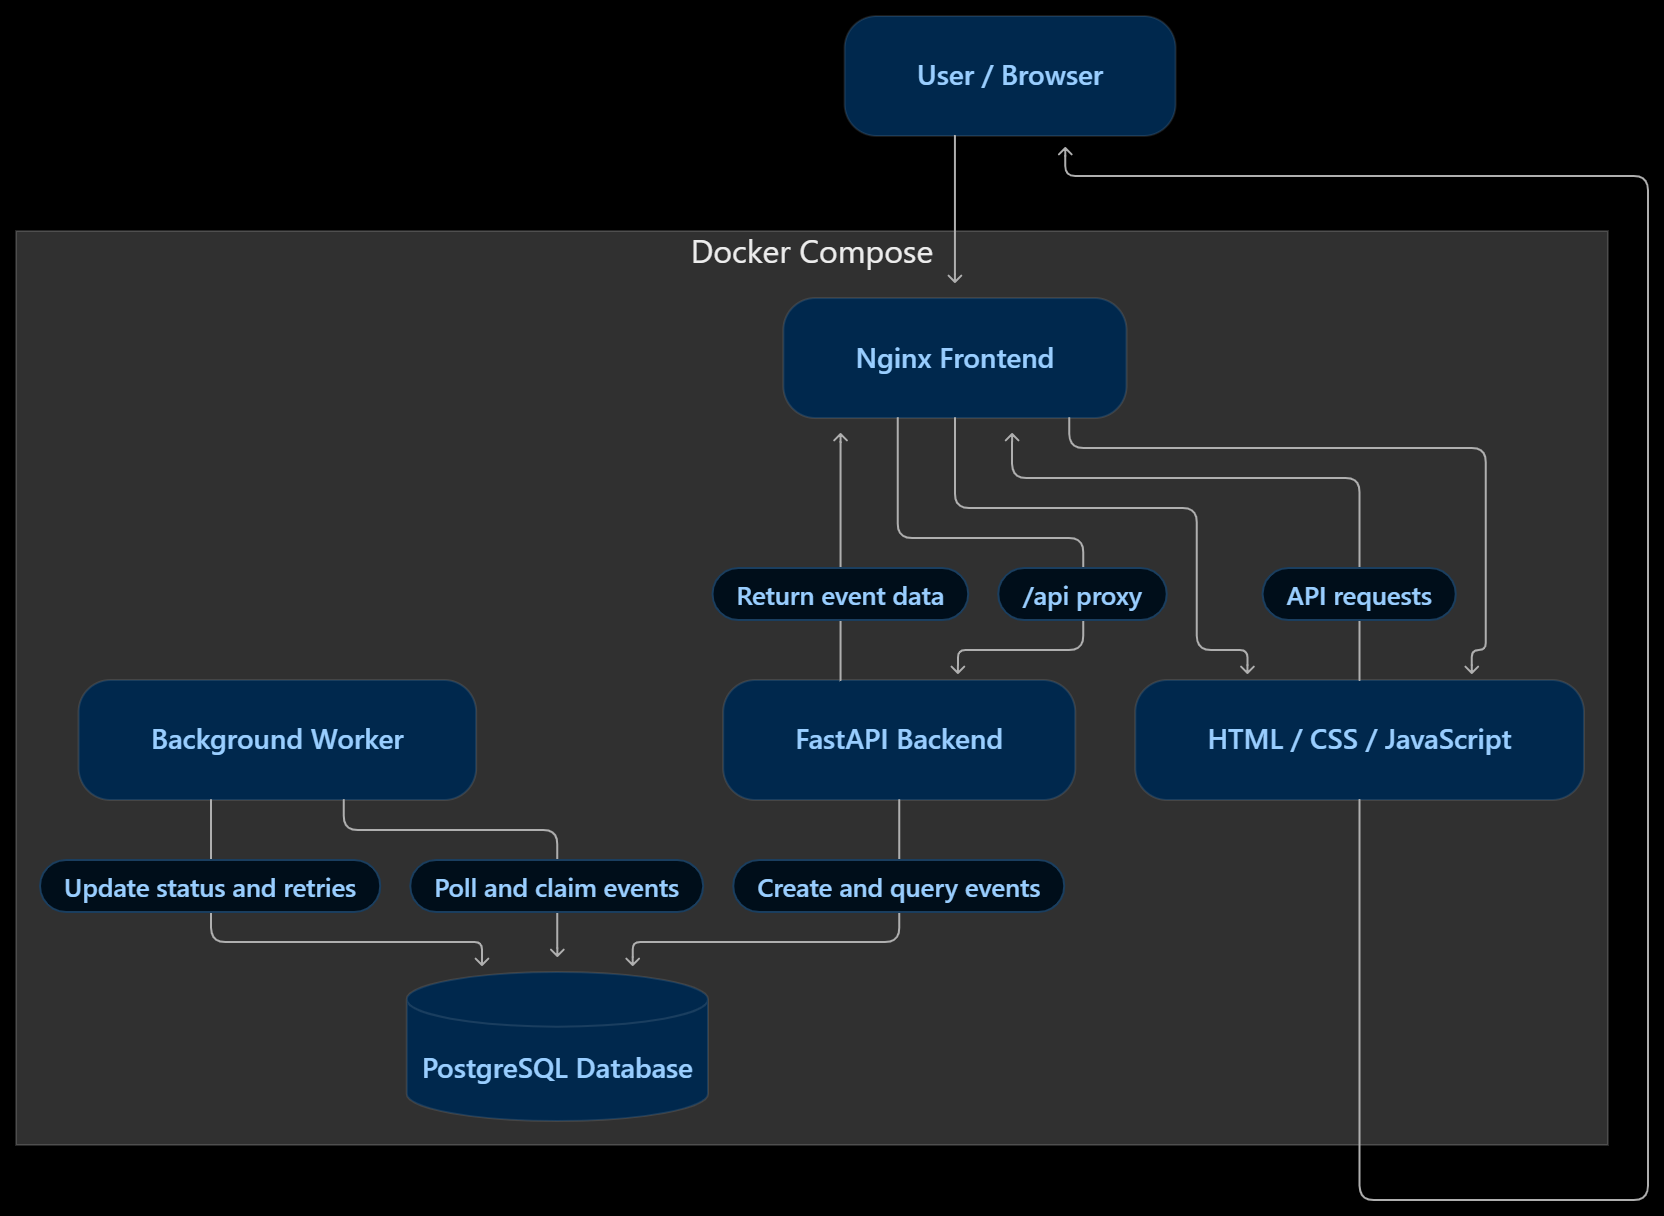 User / Browser
Docker Compose
Nginx Frontend
Return event data
/api proxy
API requests
Background Worker
FastAPI Backend
HTML / CSS / JavaScript
Update status and retries
Poll and claim events
Create and query events
PostgreSQL Database